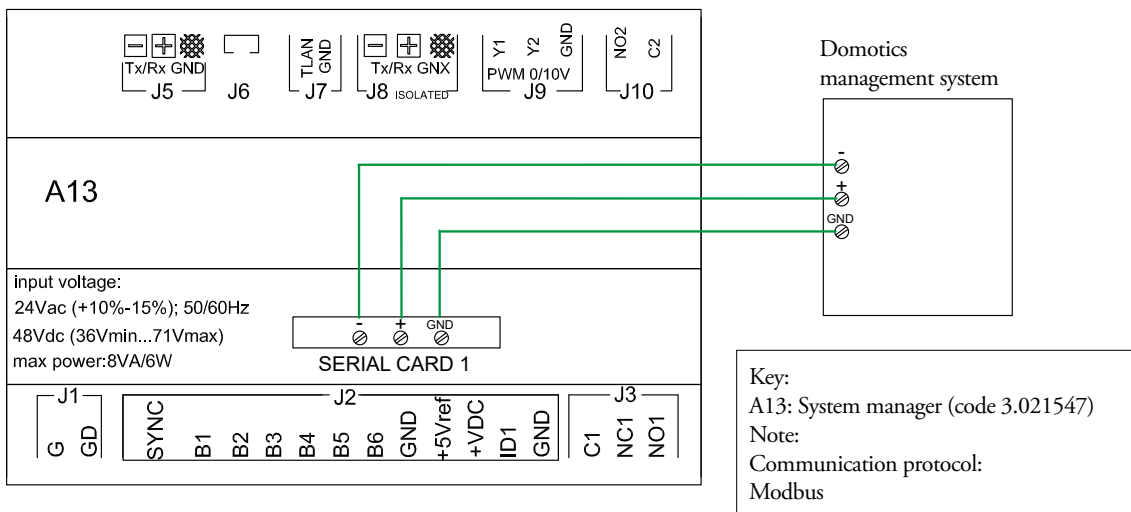 - + Tx/Rx GND
J5
J6
TLAN
GND
J7
- + Tx/Rx GNX
J8 ISOLATED
Y1
Y2
GND
PWM 0/10V
J9
NO2
C2
J10
Domotics
management system
-
+
GND
A13
input voltage:
24Vac (+10%-15%); 50/60Hz
48Vdc (36Vmin...71Vmax)
max power:8VA/6W
- + GND
SERIAL CARD 1
J1
G
GD
J2
SYNC
B1
B2
B3
B4
B5
B6
GND
+5Vref
+VDC
ID1
GND
J3
C1
NC1
NO1
Key:
A13: System manager (code 3.021547)
Note:
Communication protocol:
Modbus